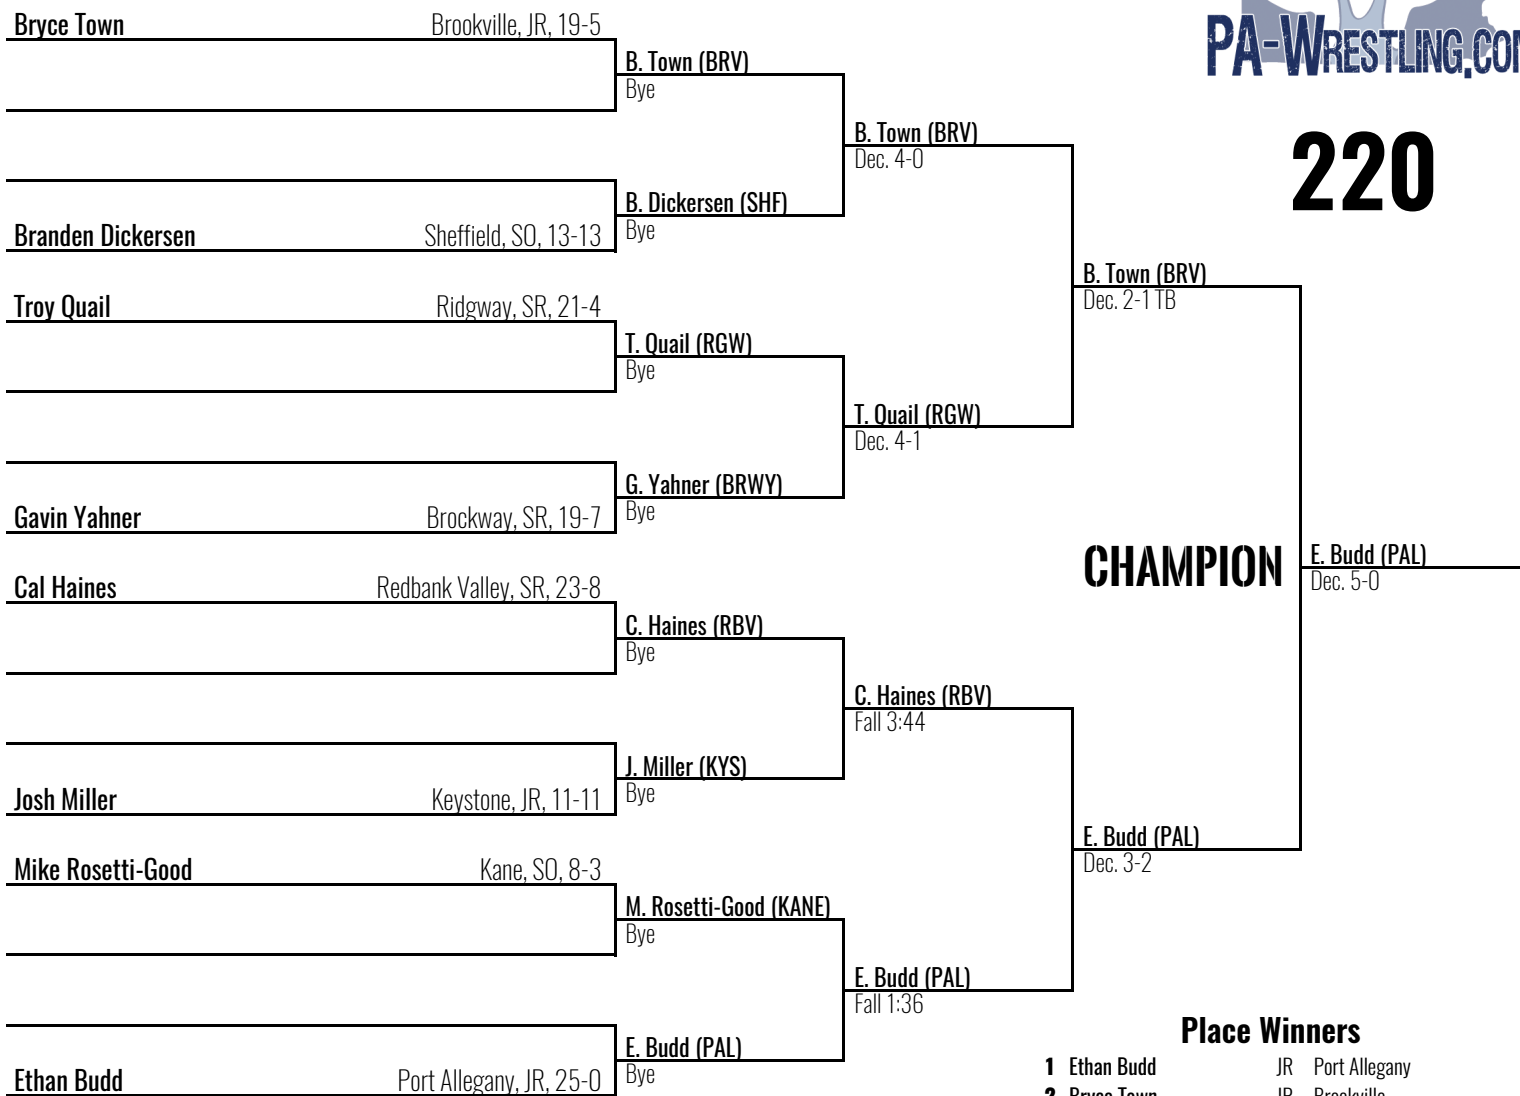 PA-WRESTLING.CO
220
Bryce Town Brookville, JR, 19-5
B. Town (BRV)
Bye
B. Town (BRV)
Dec. 4-0
B. Dickersen (SHF)
Branden Dickersen Sheffield, SO, 13-13
Bye
B. Town (BRV)
Dec. 2-1 TB
Troy Quail Ridgway, SR, 21-4
T. Quail (RGW)
Bye
T. Quail (RGW)
Dec. 4-1
G. Yahner (BRWY)
Gavin Yahner Brockway, SR, 19-7
Bye
CHAMPION
E. Budd (PAL)
Dec. 5-0
Cal Haines Redbank Valley, SR, 23-8
C. Haines (RBV)
Bye
C. Haines (RBV)
Fall 3:44
J. Miller (KYS)
Josh Miller Keystone, JR, 11-11
Bye
E. Budd (PAL)
Dec. 3-2
Mike Rosetti-Good Kane, SO, 8-3
M. Rosetti-Good (KANE)
Bye
E. Budd (PAL)
Fall 1:36
E. Budd (PAL)
Ethan Budd Port Allegany, JR, 25-0
Bye
Place Winners
1 Ethan Budd JR Port Allegany
2 Bryce Town JR Brookville